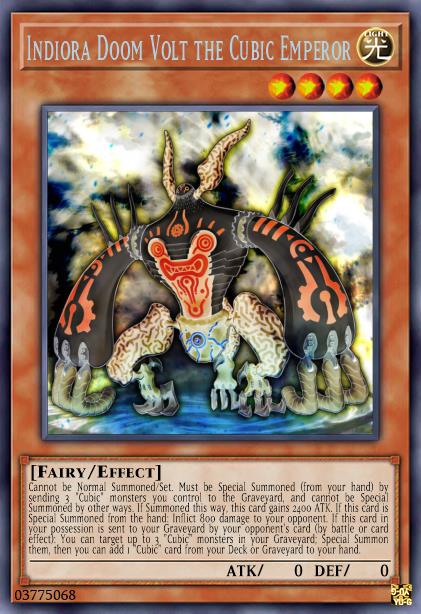 Indiora Doom Volt the Cubic Emperor
LIGHT
光
[Fairy/Effect]
Cannot be Normal Summoned/Set. Must be Special Summoned (from your hand) by
sending 3 "Cubic" monsters you control to the Graveyard, and cannot be Special
Summoned by other ways. If Summoned this way, this card gains 2400 ATK. If this card is
Special Summoned from the hand: Inflict 800 damage to your opponent. If this card in
your possession is sent to your Graveyard by your opponent's card (by battle or card
effect): You can target up to 3 "Cubic" monsters in your Graveyard; Special Summon
them, then you can add 1 "Cubic" card from your Deck or Graveyard to your hand.
ATK/ 0 DEF/ 0
03775068